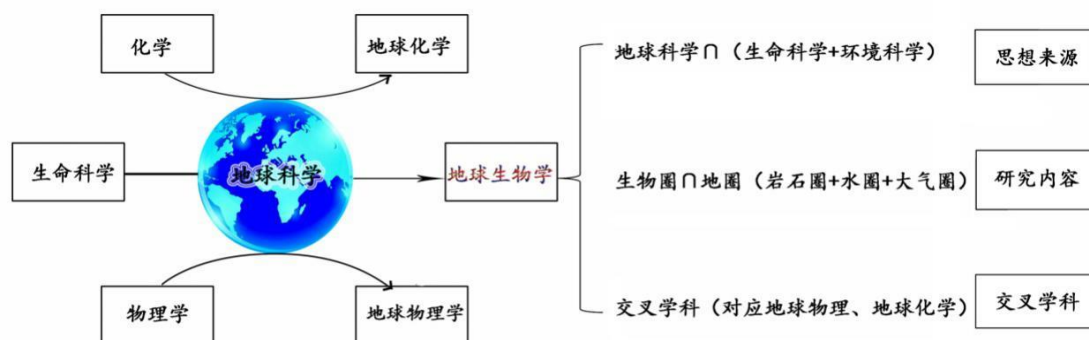 化学
地球化学
地球科学∩（生命科学+环境科学）
思想来源
生命科学
地球科学
地球生物学
生物圈∩地圈（岩石圈+水圈+大气圈）
研究内容
物理学
地球物理学
交叉学科（对应地球物理、地球化学）
交叉学科